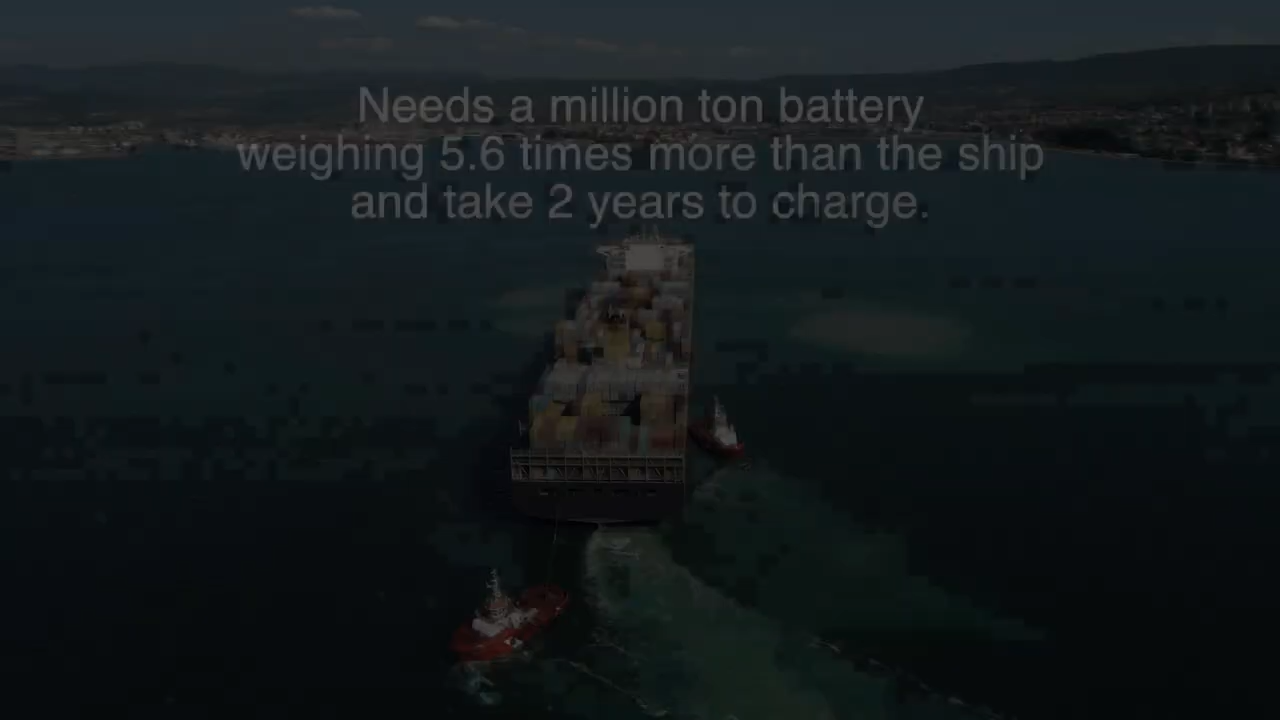 Needs a million ton battery
weighing 5.6 times more than the ship
and take 2 years to charge.